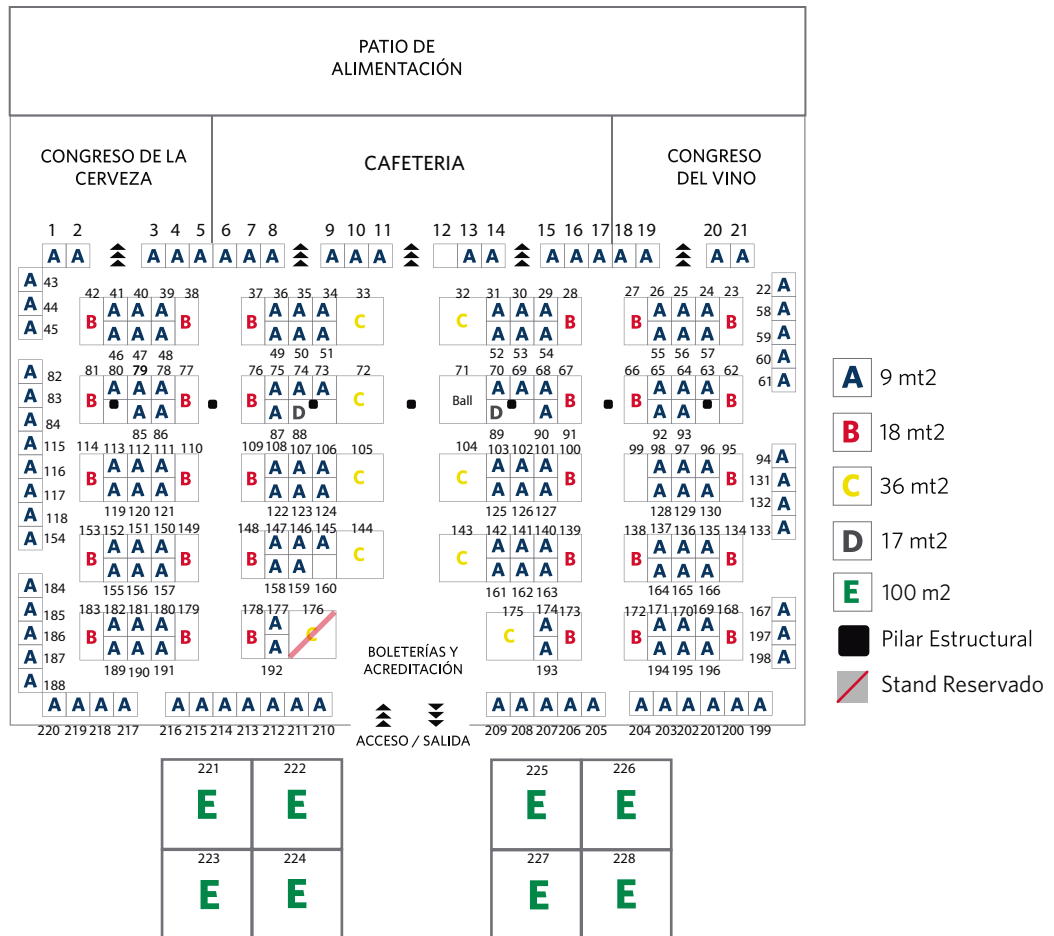 PATIO DE
ALIMENTACIÓN
CONGRESO DE LA
CERVEZA
CAFETERIA
CONGRESO
DEL VINO
1 2 3 4 5 6 7 8 9 10 11 12 13 14 15 16 17 18 19 20 21
A A A A A A A A A A A A A A A A A A A A
A 43
A 44
A 45
22 A
58 A
59 A
60 A
61 A
42 41 40 39 38 37 36 35 34 33 32 31 30 29 28 27 26 25 24 23
B A A A B B A A A C C A A A B B A A A B
A A A A A A A A A A A A
46 47 48 49 50 51 52 53 54 55 56 57
A 82
A 83
A 84
A 115
A 116
A 117
A 118
A 154
81 80 79 78 77 76 75 74 73 72 71 70 69 68 67 66 65 64 63 62
B A A A B B A A A C Ball A A A B B A A A B
A A A D D A A A
85 86 87 88 89 90 91 92 93
94 A
131 A
132 A
133 A
114 113 112 111 110 109 108 107 106 105 104 103 102 101 100 99 98 97 96 95
B A A A B B A A A C C A A A B A A A B
A A A A A A A A A A A A
119 120 121 122 123 124 125 126 127 128 129 130
153 152 151 150 149 148 147 146 145 144 143 142 141 140 139 138 137 136 135 134
B A A A B B A A A C C A A A B B A A A B
A A A A A A A A A A A
155 156 157 158 159 160 161 162 163 164 165 166
A 184
A 185
A 186
A 187
A 188
183 182 181 180 179 178 177 176 175 174 173 172 171 170 169 168
B A A A B B A C C A B B A A A B
A A A A A A A A
189 190 191 192 193 194 195 196
167 A
197 A
198 A
BOLETERÍAS Y
ACREDITACIÓN
A A A A A A A A A A A A A A A A A A A A A A
220 219 218 217 216 215 214 213 212 211 210 209 208 207 206 205 204 203 202 201 200 199
ACCESO / SALIDA
221 222 225 226
E E E E
223 224 227 228
E E E E
A 9 mt2
B 18 mt2
C 36 mt2
D 17 mt2
E 100 m2
Pilar Estructural
Stand Reservado